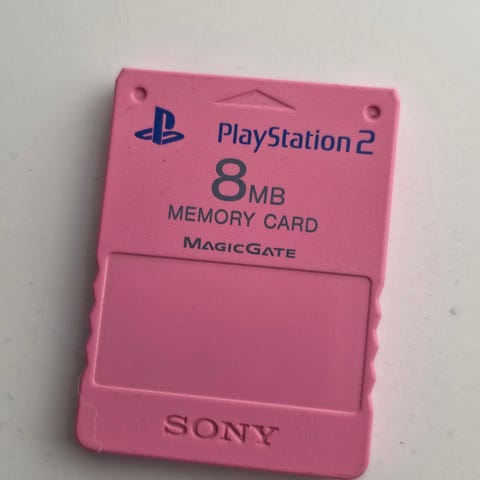 PlayStation 2
8MB
MEMORY CARD
MAGICGATE
SONY